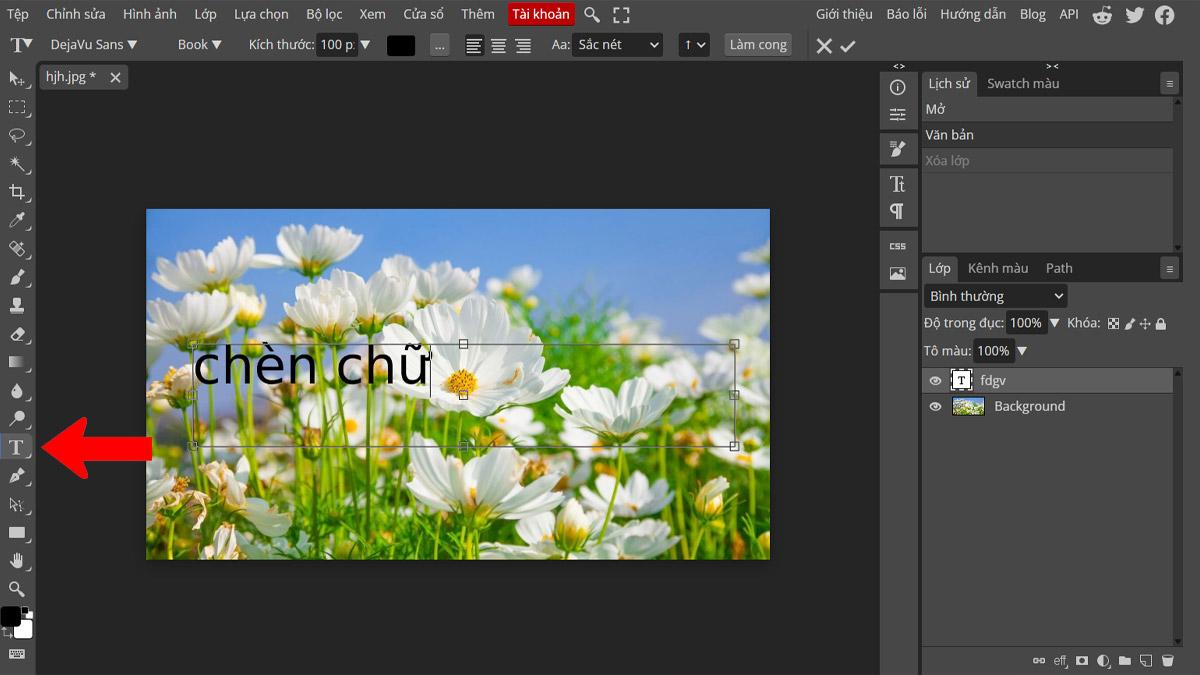 Tệp Chỉnh sửa Hình ảnh Lớp Lựa chọn Bộ lọc Xem Cửa sổ Thêm Tài khoản Giới thiệu Báo lỗi Hướng dẫn Blog API
T DejaVu Sans Book Kích thước: 100 p: ... Aa: Sắc nét Làm cong
hjh.jpg *
Lịch sử Swatch màu
Mở
Văn bản
Xóa lớp
CSS
Lớp Kênh màu Path
Bình thường
Độ trong đục: 100% Khóa:
Tô màu: 100%
T fdgv
Background
chèn chữ
T
eff